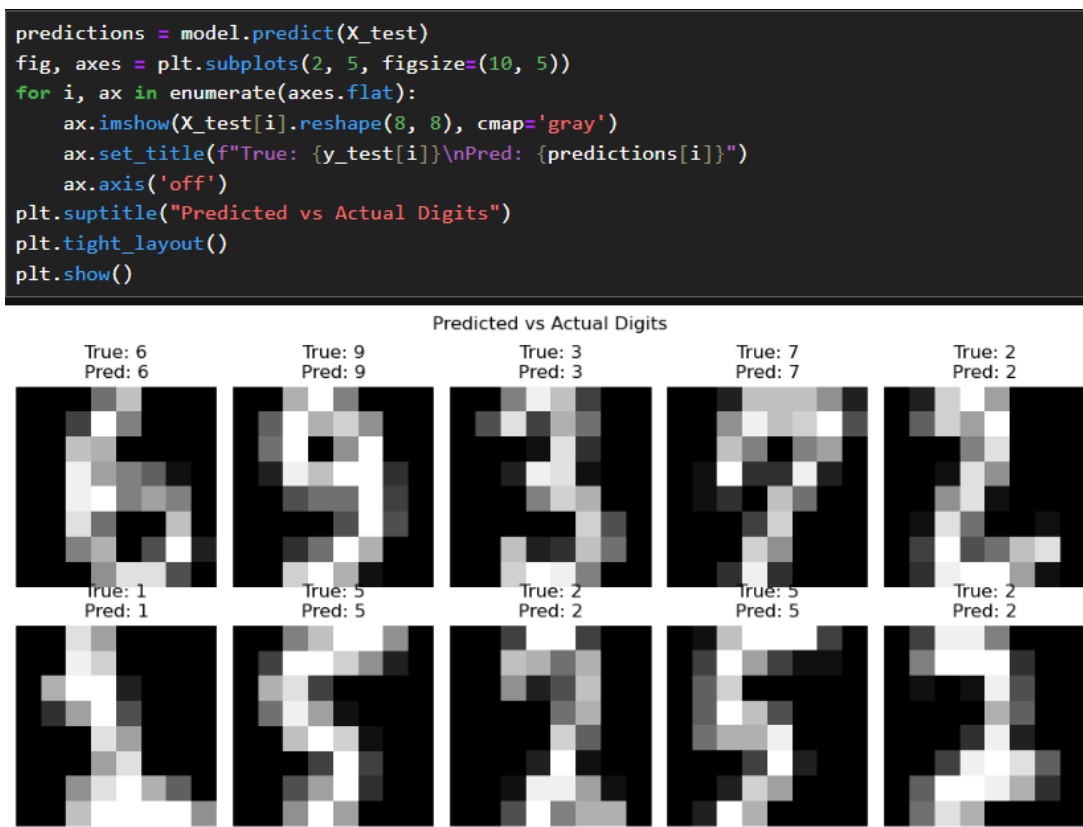 predictions = model.predict(X_test)
fig, axes = plt.subplots(2, 5, figsize=(10, 5))
for i, ax in enumerate(axes.flat):
    ax.imshow(X_test[i].reshape(8, 8), cmap='gray')
    ax.set_title(f"True: {y_test[i]}\nPred: {predictions[i]}")
    ax.axis('off')
plt.suptitle("Predicted vs Actual Digits")
plt.tight_layout()
plt.show()
Predicted vs Actual Digits
True: 6 True: 9 True: 3 True: 7 True: 2
Pred: 6 Pred: 9 Pred: 3 Pred: 7 Pred: 2
True: 1 True: 5 True: 2 True: 5 True: 2
Pred: 1 Pred: 5 Pred: 2 Pred: 5 Pred: 2